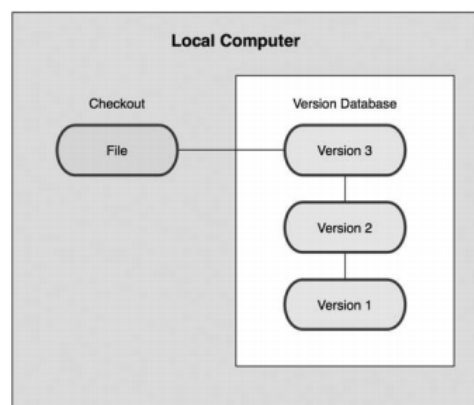 Local Computer
Checkout
Version Database
File
Version 3
Version 2
Version 1